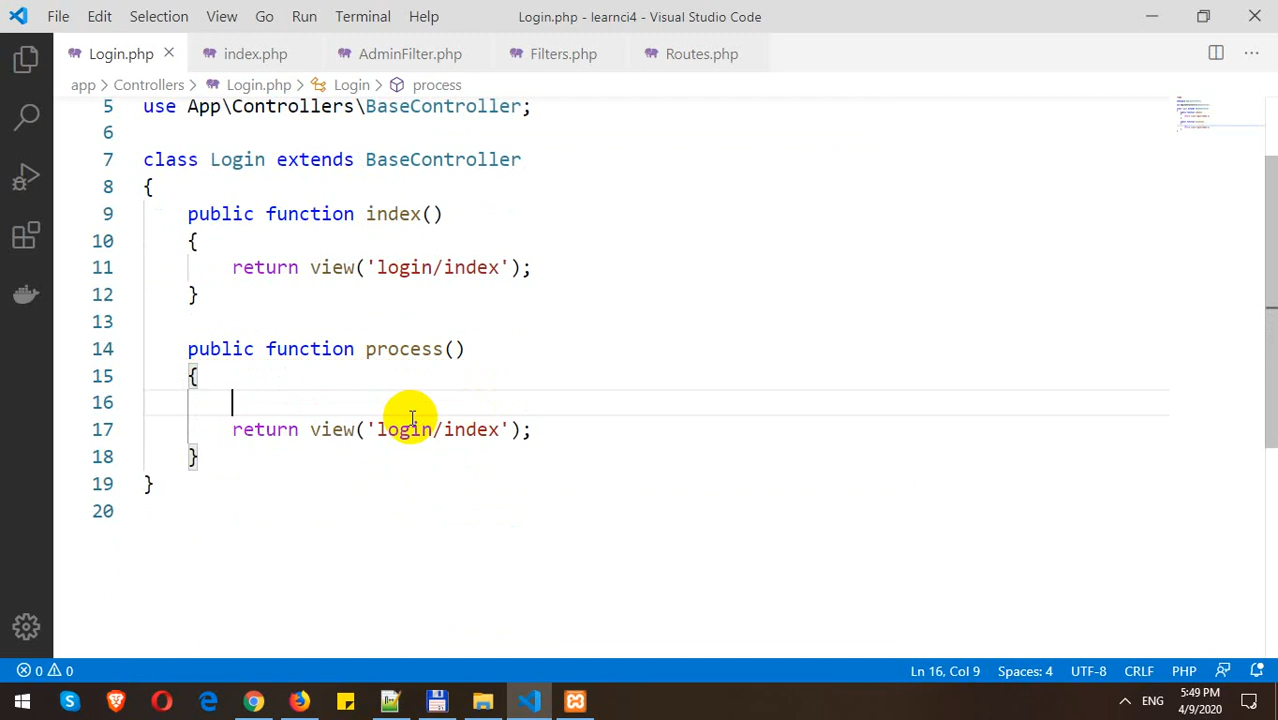 File Edit Selection View Go Run Terminal Help Login.php - learnci4 - Visual Studio Code
Login.php index.php AdminFilter.php Filters.php Routes.php
app > Controllers > Login.php > Login > process
5 use App\Controllers\BaseController;
6
7 class Login extends BaseController
8 {
9 public function index()
10 {
11 return view('login/index');
12 }
13
14 public function process()
15 {
16
17 return view('login/index');
18 }
19 }
20
0 0 Ln 16, Col 9 Spaces: 4 UTF-8 CRLF PHP
ENG 5:49 PM
4/9/2020